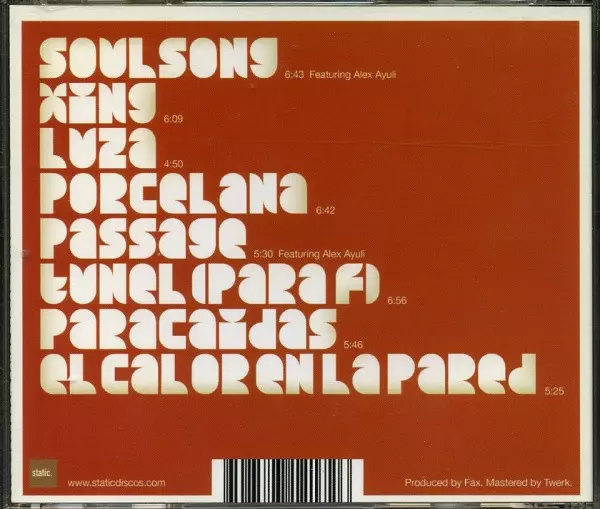 SOULSONG 6:43 Featuring Alex Ayuli
XING 6:09
LUZA 4:50
PORCELANA 6:42
PASSAGE 5:30 Featuring Alex Ayuli
TUNEL (PARA F) 6:56
PARACAIDAS 5:46
EL CALOR EN LA PARED 5:25
static.
www.staticdiscos.com
Produced by Fax. Mastered by Twerk.